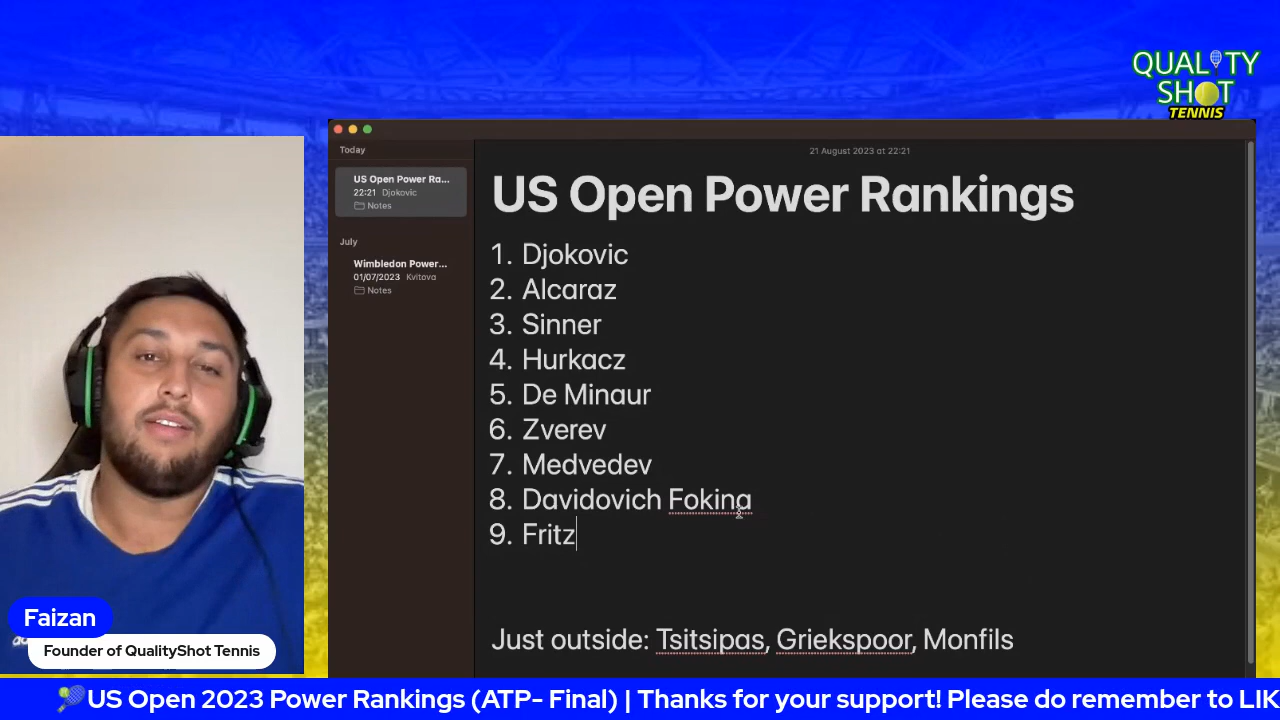 QUALITY
SHOT
TENNIS
Today
21 August 2023 at 22:21
US Open Power Ra...
22:21 Djokovic
Notes
July
Wimbledon Power...
01/07/2023 Kvitova
Notes
US Open Power Rankings
1. Djokovic
2. Alcaraz
3. Sinner
4. Hurkacz
5. De Minaur
6. Zverev
7. Medvedev
8. Davidovich Fokina
9. Fritz
Just outside: Tsitsipas, Griekspoor, Monfils
Faizan
Founder of QualityShot Tennis
US Open 2023 Power Rankings (ATP- Final) | Thanks for your support! Please do remember to LIK